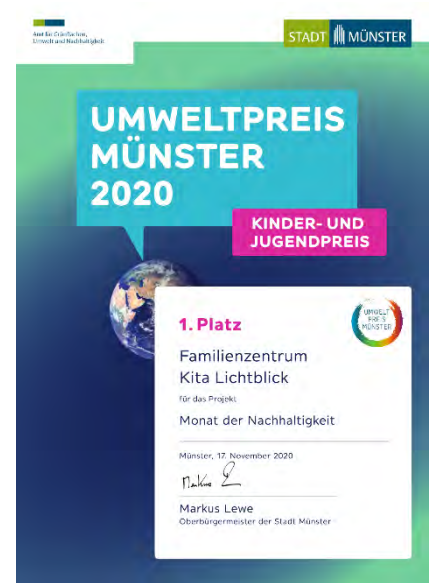 Amt für Grünflächen,
Umwelt und Nachhaltigkeit
STADT MÜNSTER
UMWELTPREIS
MÜNSTER
2020
KINDER- UND
JUGENDPREIS
1. Platz
UMWELT
PREIS
MÜNSTER
Familienzentrum
Kita Lichtblick
für das Projekt
Monat der Nachhaltigkeit
Münster, 17. November 2020
Markus Lewe
Oberbürgermeister der Stadt Münster